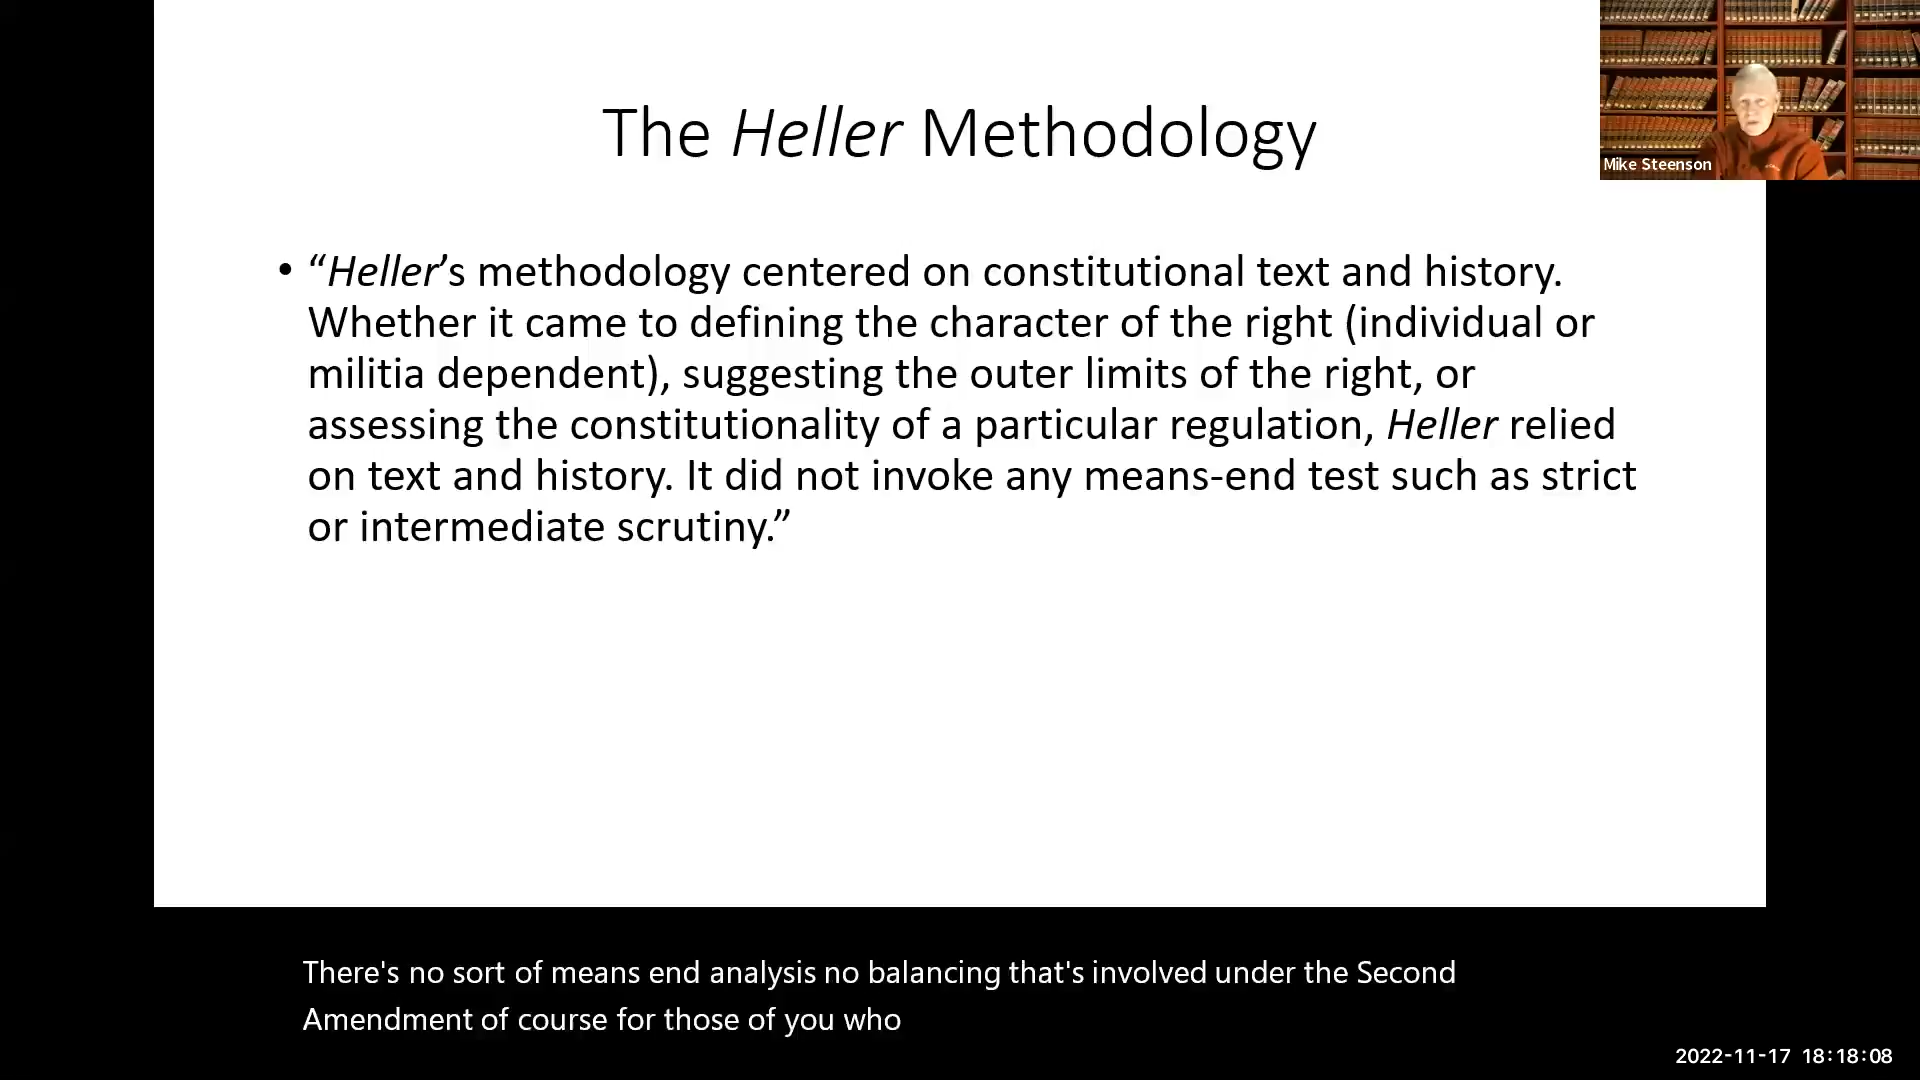 The Heller Methodology
Mike Steenson
• “Heller’s methodology centered on constitutional text and history.
Whether it came to defining the character of the right (individual or
militia dependent), suggesting the outer limits of the right, or
assessing the constitutionality of a particular regulation, Heller relied
on text and history. It did not invoke any means-end test such as strict
or intermediate scrutiny.”
There's no sort of means end analysis no balancing that's involved under the Second
Amendment of course for those of you who
2022-11-17 18:18:08